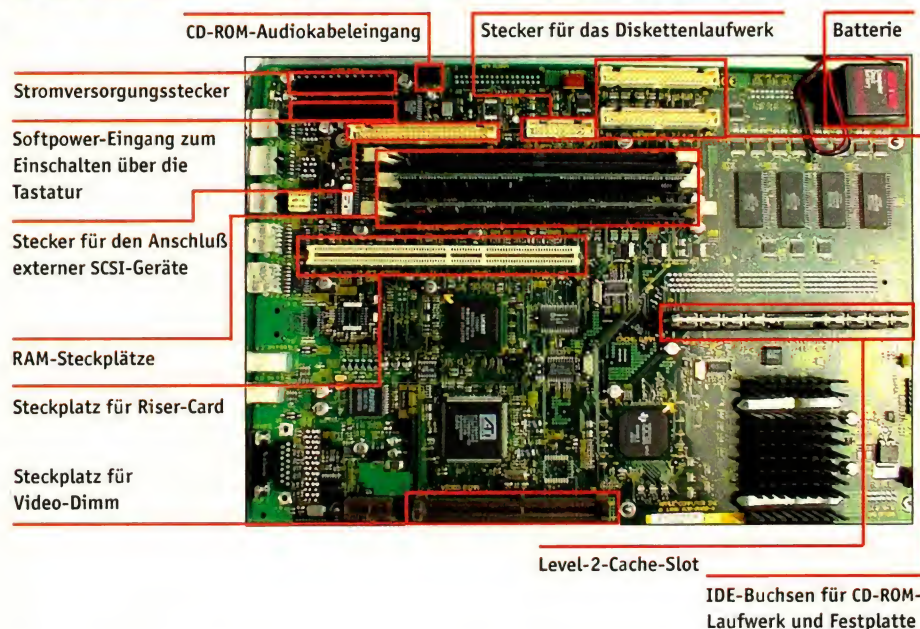 CD-ROM-Audiokabeleingang
Stecker für das Diskettenlaufwerk
Batterie
Stromversorgungsstecker
Softpower-Eingang zum
Einschalten über die
Tastatur
Stecker für den Anschluß
externer SCSI-Geräte
RAM-Steckplätze
Steckplatz für Riser-Card
Steckplatz für
Video-Dimm
Level-2-Cache-Slot
IDE-Buchsen für CD-ROM-
Laufwerk und Festplatte